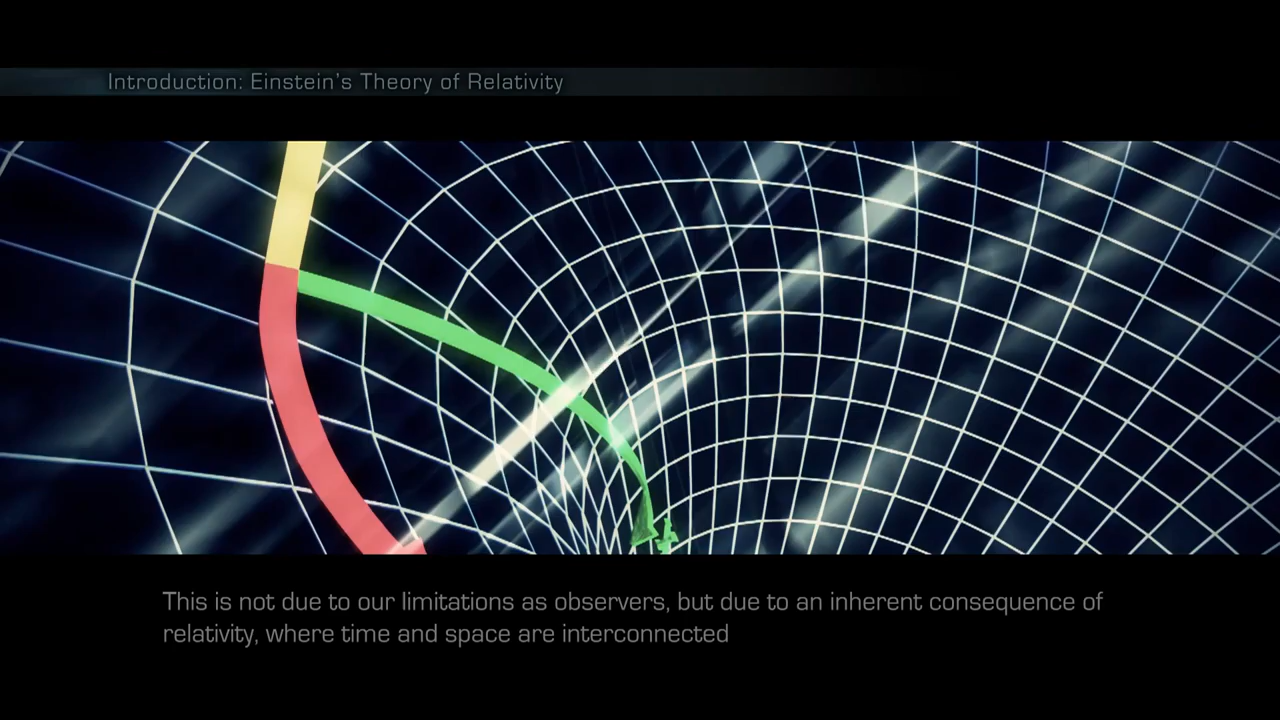 Introduction: Einstein's Theory of Relativity
This is not due to our limitations as observers, but due to an inherent consequence of
relativity, where time and space are interconnected